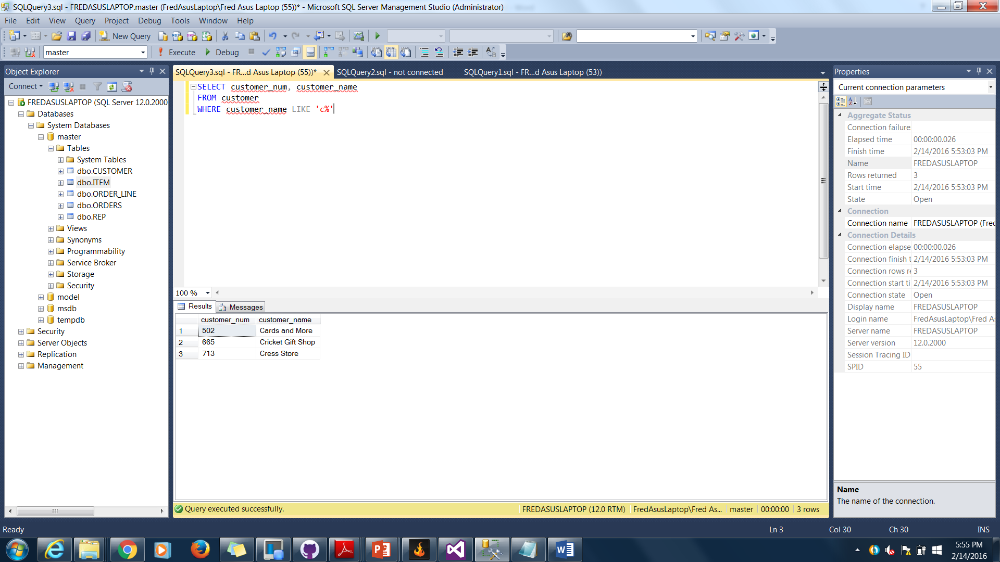 SQLQuery3.sql - FREDASUSLAPTOP.master (FredAsusLaptop\Fred Asus Laptop (55))* - Microsoft SQL Server Management Studio (Administrator)
File Edit View Query Project Debug Tools Window Help
New Query
master Execute Debug
Object Explorer
Connect
FREDASUSLAPTOP (SQL Server 12.0.2000
Databases
System Databases
master
Tables
System Tables
dbo.CUSTOMER
dbo.ITEM
dbo.ORDER_LINE
dbo.ORDERS
dbo.REP
Views
Synonyms
Programmability
Service Broker
Storage
Security
model
msdb
tempdb
Security
Server Objects
Replication
Management
SQLQuery3.sql - FR...d Asus Laptop (55))* SQLQuery2.sql - not connected SQLQuery1.sql - FR...d Asus Laptop (53))
SELECT customer_num, customer_name
FROM customer
WHERE customer_name LIKE 'c%'
100 %
Results Messages
customer_num customer_name
1 502 Cards and More
2 665 Cricket Gift Shop
3 713 Cress Store
Query executed successfully. FREDASUSLAPTOP (12.0 RTM) FredAsusLaptop\Fred As... master 00:00:00 3 rows
Properties
Current connection parameters
Aggregate Status
Connection failure
Elapsed time 00:00:00.026
Finish time 2/14/2016 5:53:03 PM
Name FREDASUSLAPTOP
Rows returned 3
Start time 2/14/2016 5:53:03 PM
State Open
Connection
Connection name FREDASUSLAPTOP (Fred
Connection Details
Connection elapse 00:00:00.026
Connection finish t 2/14/2016 5:53:03 PM
Connection rows re 3
Connection start ti 2/14/2016 5:53:03 PM
Connection state Open
Display name FREDASUSLAPTOP
Login name FredAsusLaptop\Fred As
Server name FREDASUSLAPTOP
Server version 12.0.2000
Session Tracing ID
SPID 55
Name
The name of the connection.
Ready Ln 3 Col 30 Ch 30 INS
5:55 PM
2/14/2016